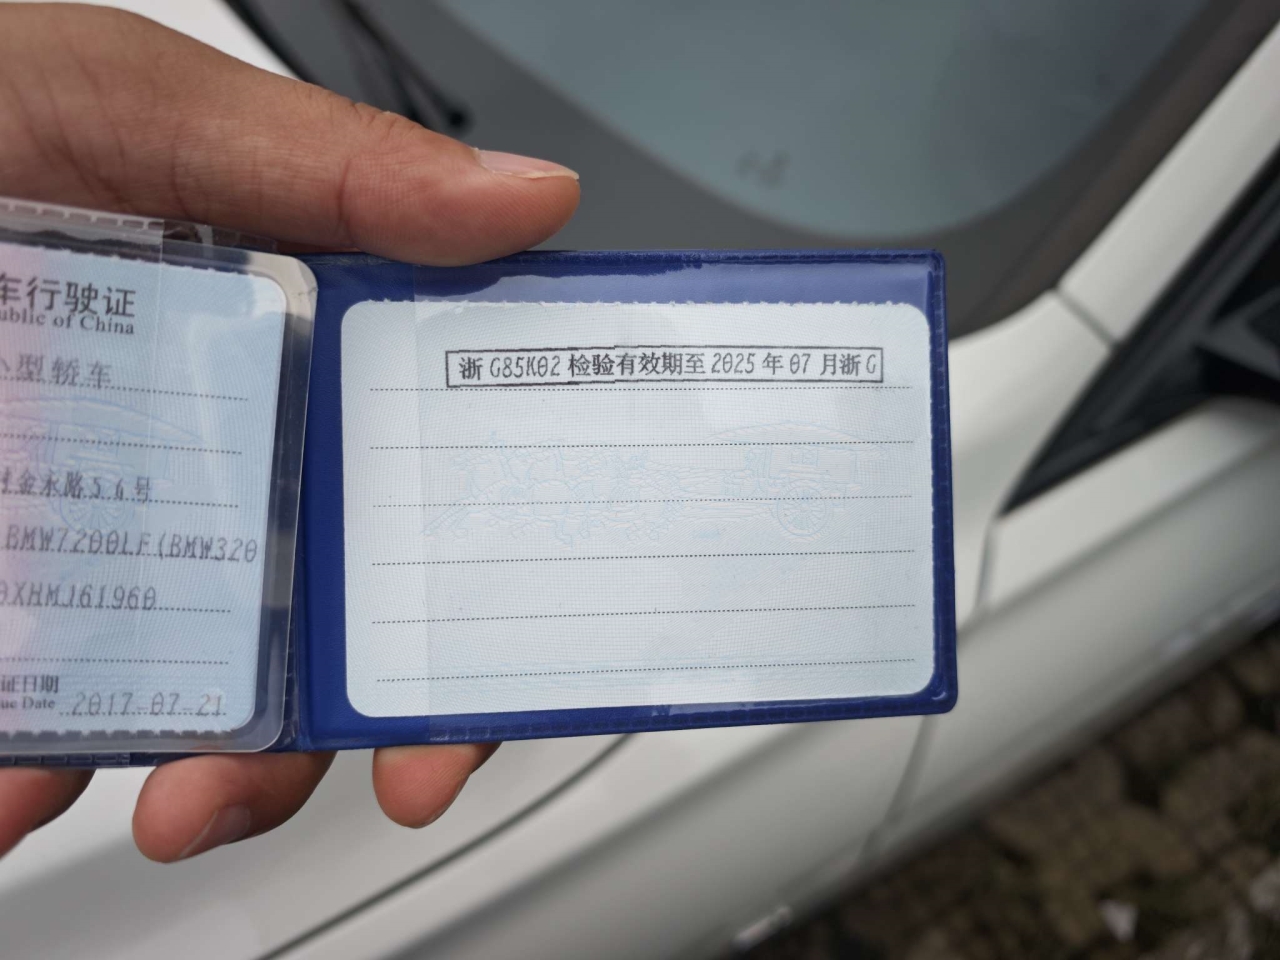 车行驶证
ublic of China
小型轿车
金永路56号
BMW7200LF(BMW320
0XHMJ61960
证日期
ue Date 2017-07-21
浙G85K02检验有效期至2025年07月浙G